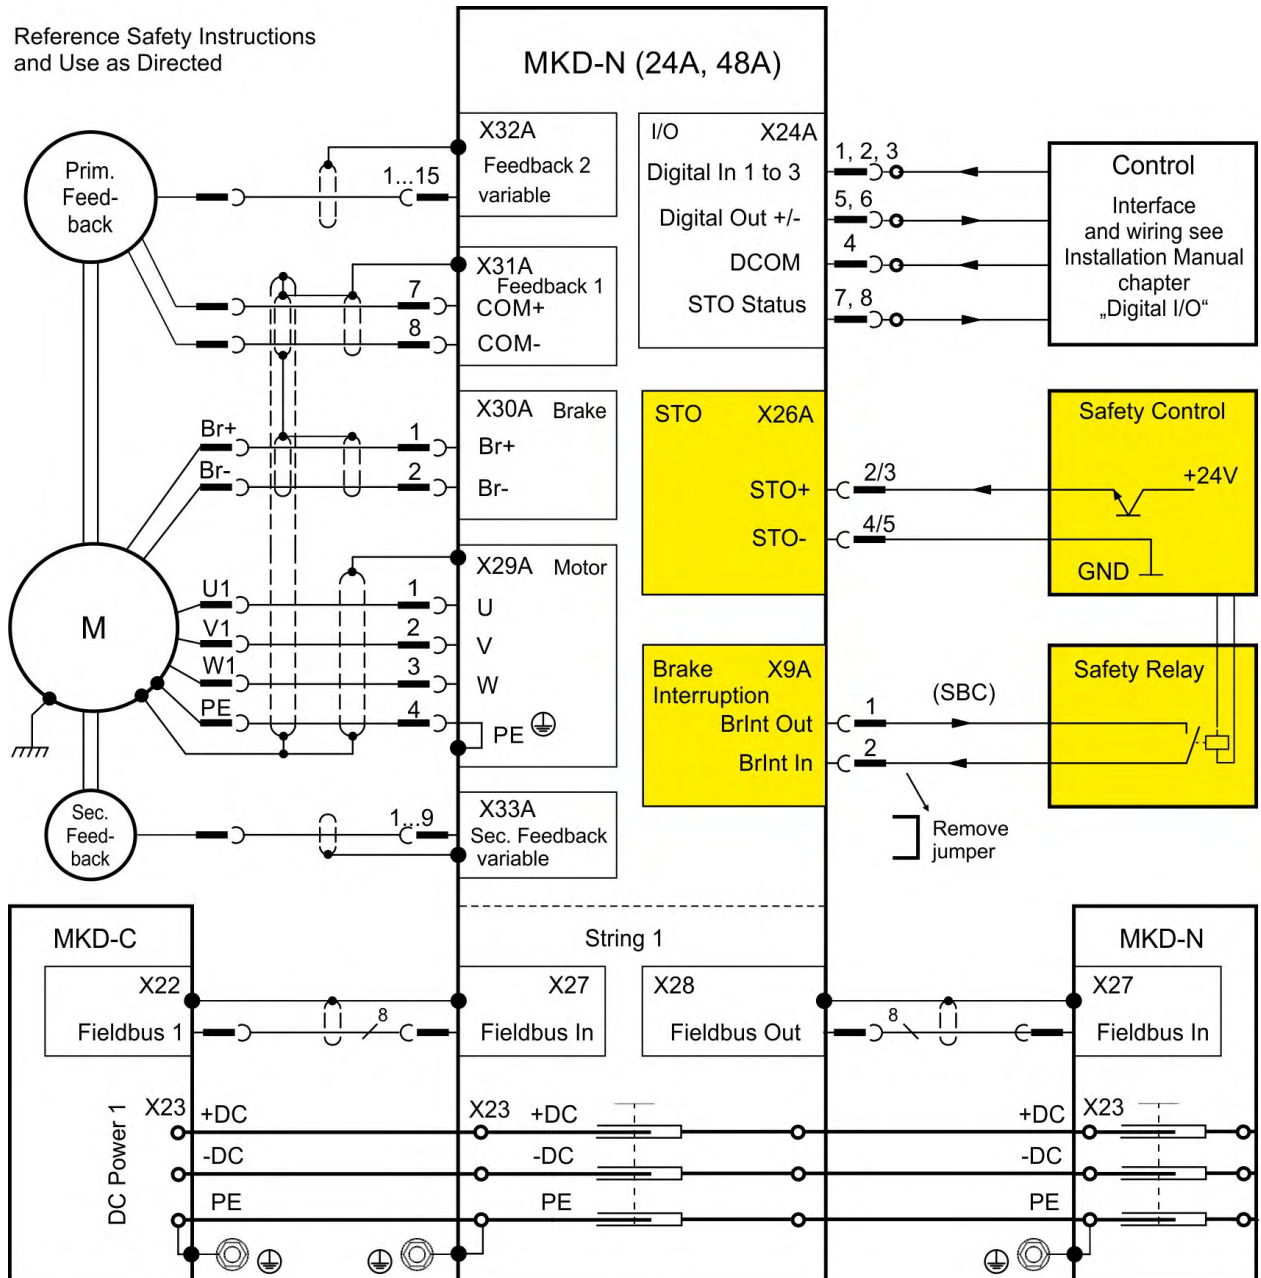 Reference Safety Instructions
and Use as Directed
MKD-N (24A, 48A)
Prim.
Feed-
back
1...15
X32A
Feedback 2
variable
7
8
X31A
Feedback 1
COM+
COM-
Br+
Br-
1
2
X30A Brake
Br+
Br-
M
U1
V1
W1
PE
1
2
3
4
X29A Motor
U
V
W
PE
Sec.
Feed-
back
1...9
X33A
Sec. Feedback
variable
I/O X24A
Digital In 1 to 3
Digital Out +/-
DCOM
STO Status
1, 2, 3
5, 6
4
7, 8
Control
Interface
and wiring see
Installation Manual
chapter
„Digital I/O“
STO X26A
STO+
STO-
2/3
4/5
Safety Control
+24V
GND
Brake X9A
Interruption
BrInt Out
BrInt In
1
2
(SBC)
Safety Relay
Remove
jumper
MKD-C
String 1
MKD-N
X22
Fieldbus 1
8
X27
Fieldbus In
X28
Fieldbus Out
8
X27
Fieldbus In
DC Power 1
X23 +DC
-DC
PE
X23 +DC
-DC
PE
+DC X23
-DC
PE